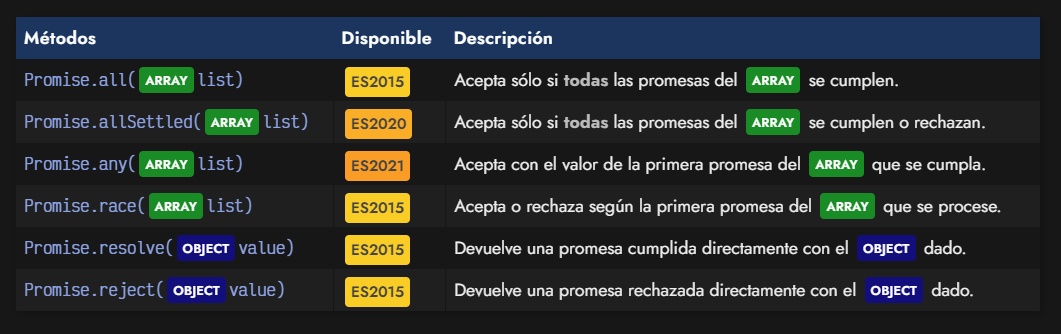 Métodos Disponible Descripción
Promise.all( ARRAY list) ES2015 Acepta sólo si todas las promesas del ARRAY se cumplen.
Promise.allSettled( ARRAY list) ES2020 Acepta sólo si todas las promesas del ARRAY se cumplen o rechazan.
Promise.any( ARRAY list) ES2021 Acepta con el valor de la primera promesa del ARRAY que se cumpla.
Promise.race( ARRAY list) ES2015 Acepta o rechaza según la primera promesa del ARRAY que se procese.
Promise.resolve( OBJECT value) ES2015 Devuelve una promesa cumplida directamente con el OBJECT dado.
Promise.reject( OBJECT value) ES2015 Devuelve una promesa rechazada directamente con el OBJECT dado.